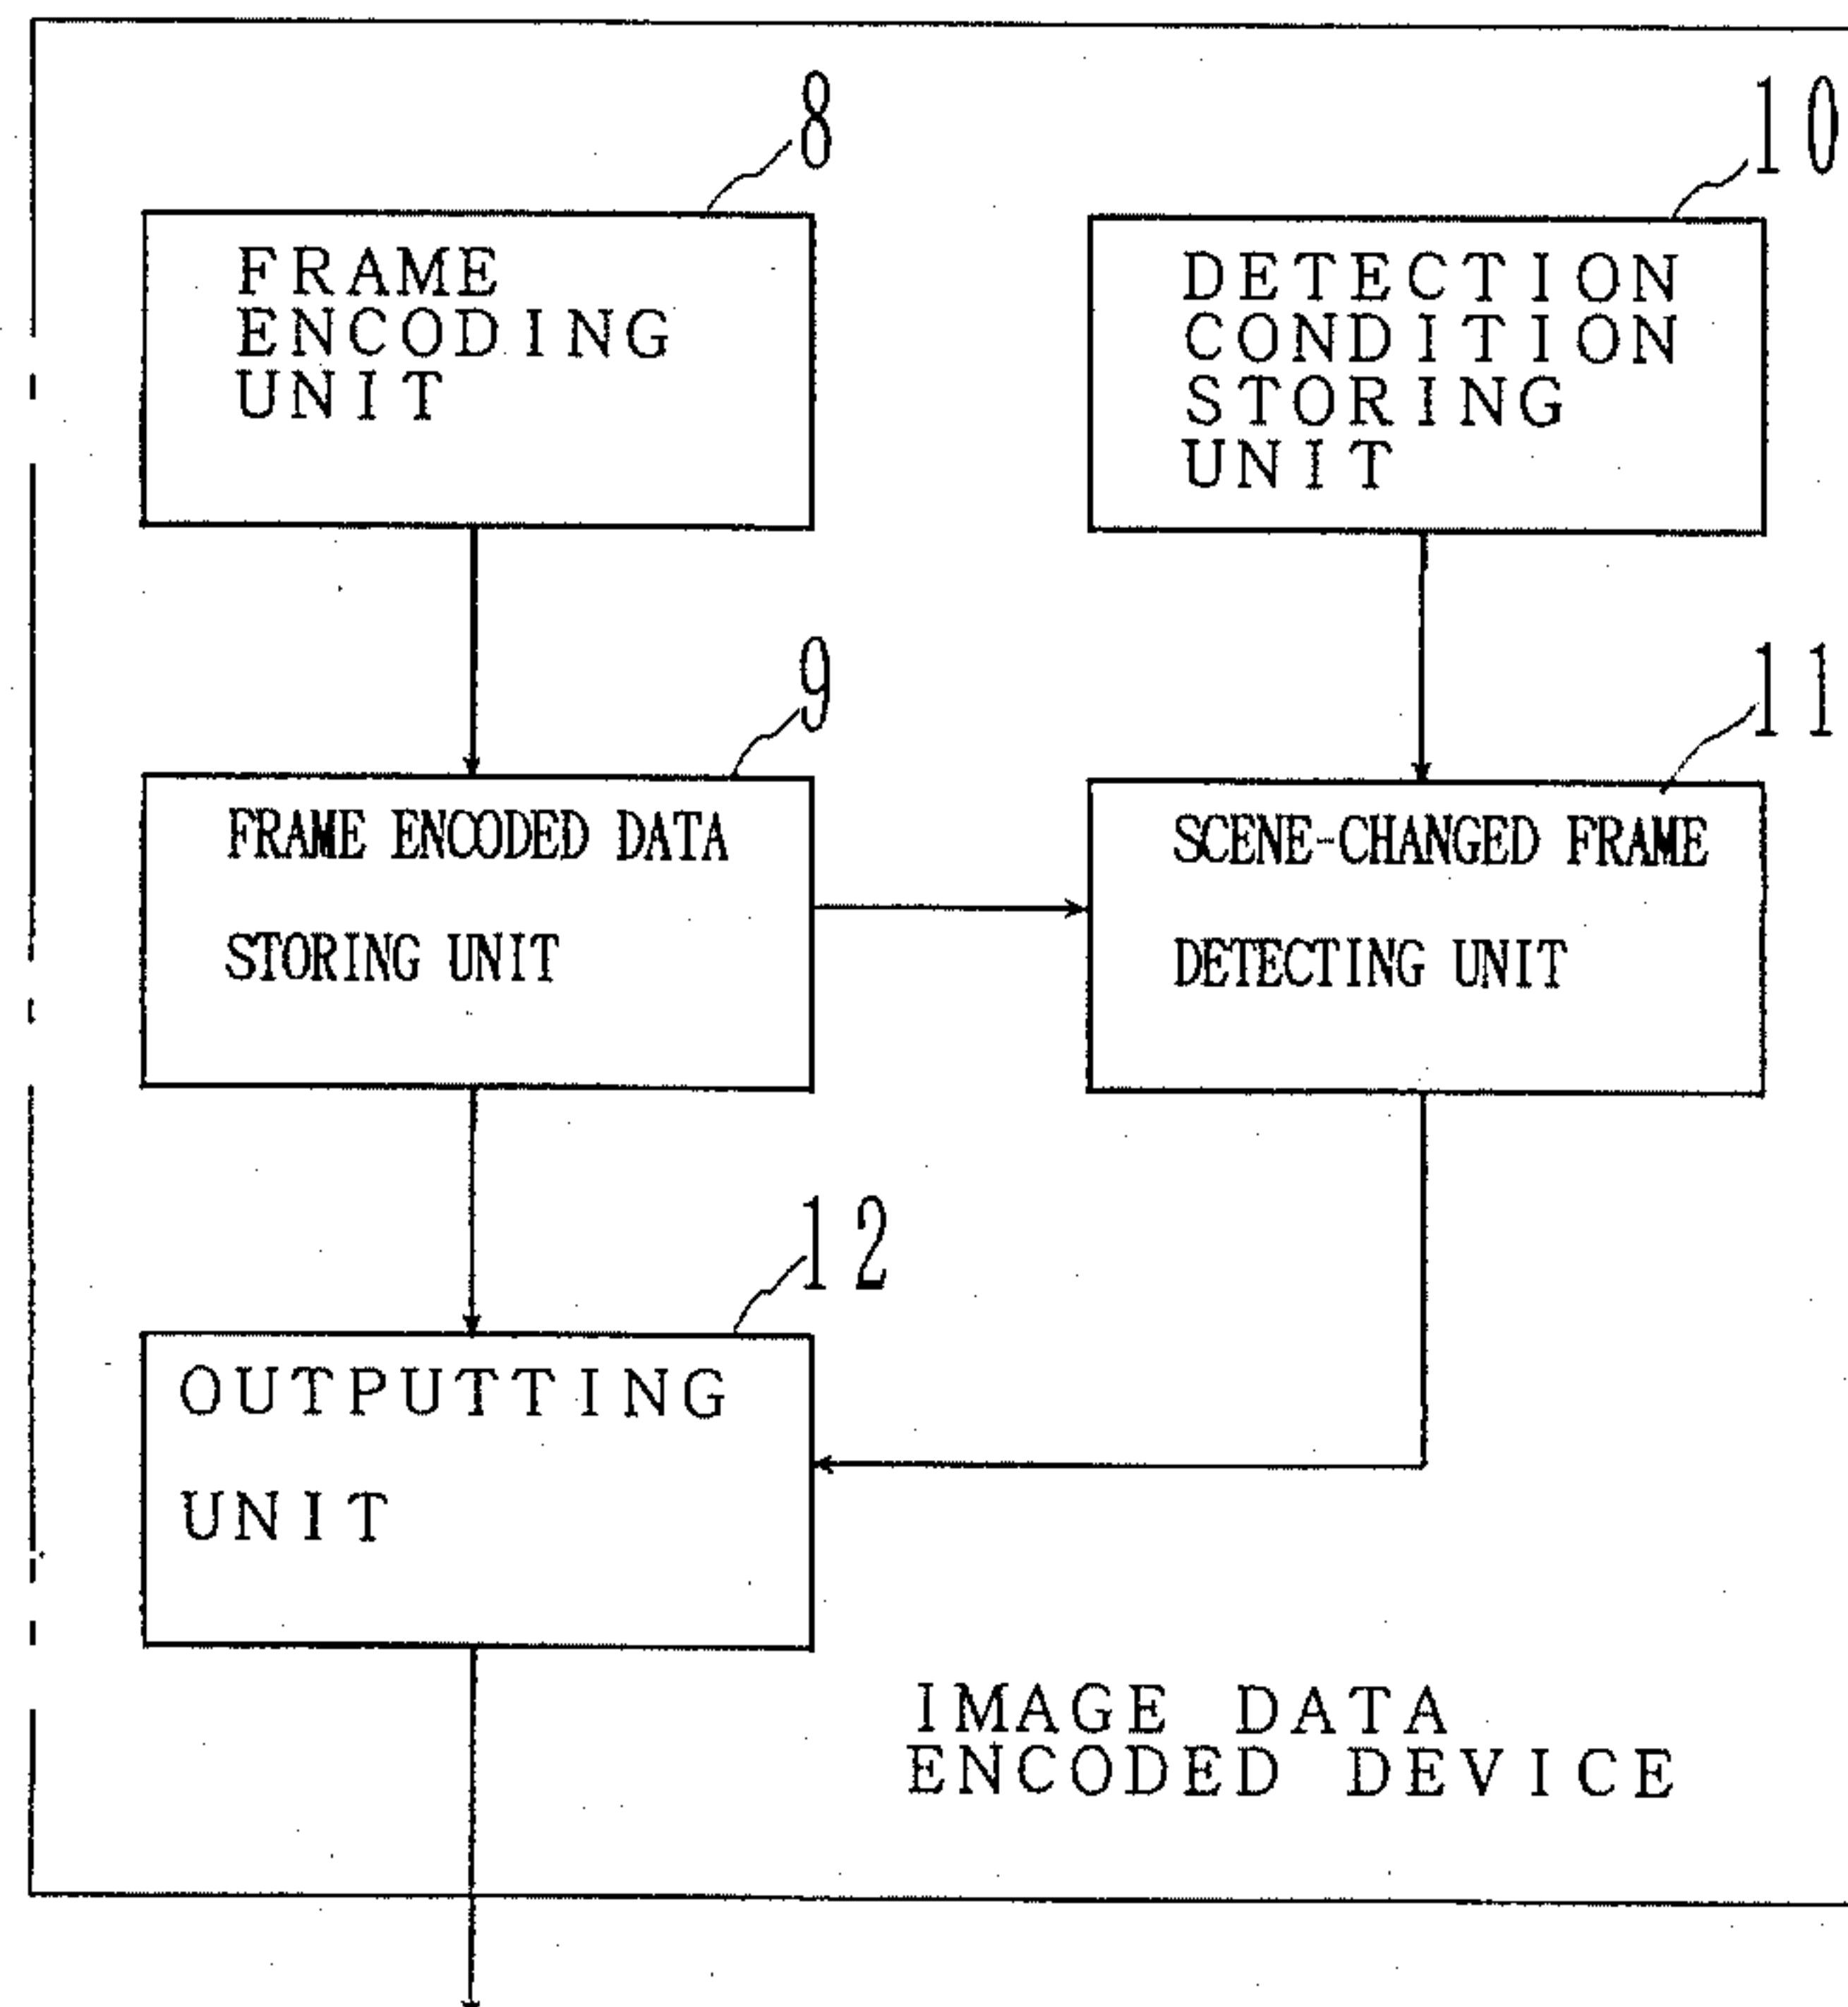 8
FRAME
ENCODING
UNIT
10
DETECTION
CONDITION
STORING
UNIT
9
FRAME ENCODED DATA
STORING UNIT
11
SCENE-CHANGED FRAME
DETECTING UNIT
12
OUTPUTTING
UNIT
IMAGE DATA
ENCODED DEVICE